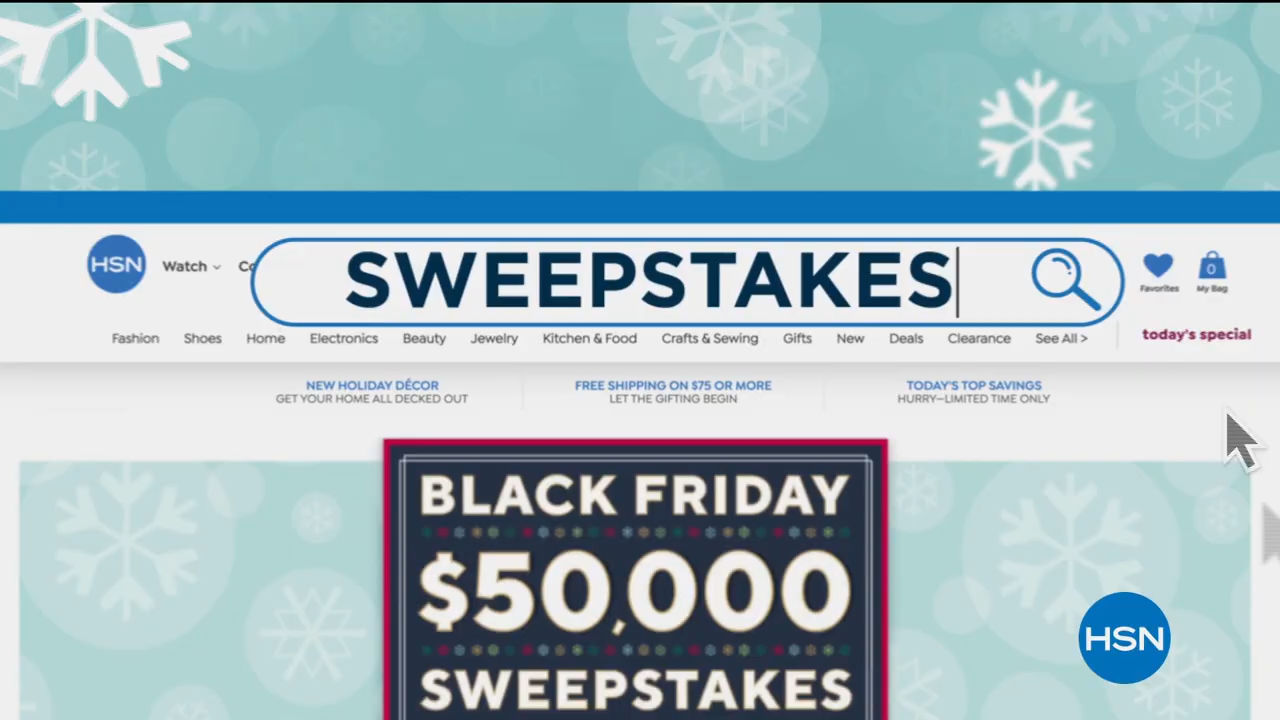 HSN
Watch
SWEEPSTAKES
Favorites
0
My Bag
Fashion Shoes Home Electronics Beauty Jewelry Kitchen & Food Crafts & Sewing Gifts New Deals Clearance See All >
today's special
NEW HOLIDAY DÉCOR
GET YOUR HOME ALL DECKED OUT
FREE SHIPPING ON $75 OR MORE
LET THE GIFTING BEGIN
TODAY'S TOP SAVINGS
HURRY—LIMITED TIME ONLY
BLACK FRIDAY
$50,000
SWEEPSTAKES
HSN